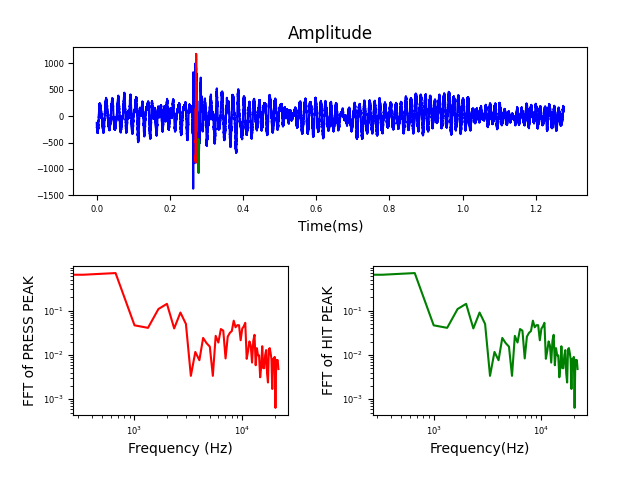 Amplitude
1000
500
0
−500
−1000
−1500
0.0 0.2 0.4 0.6 0.8 1.0 1.2
Time(ms)
FFT of PRESS PEAK
10⁻¹
10⁻²
10⁻³
10³ 10⁴
Frequency (Hz)
FFT of HIT PEAK
10⁻¹
10⁻²
10⁻³
10³ 10⁴
Frequency(Hz)